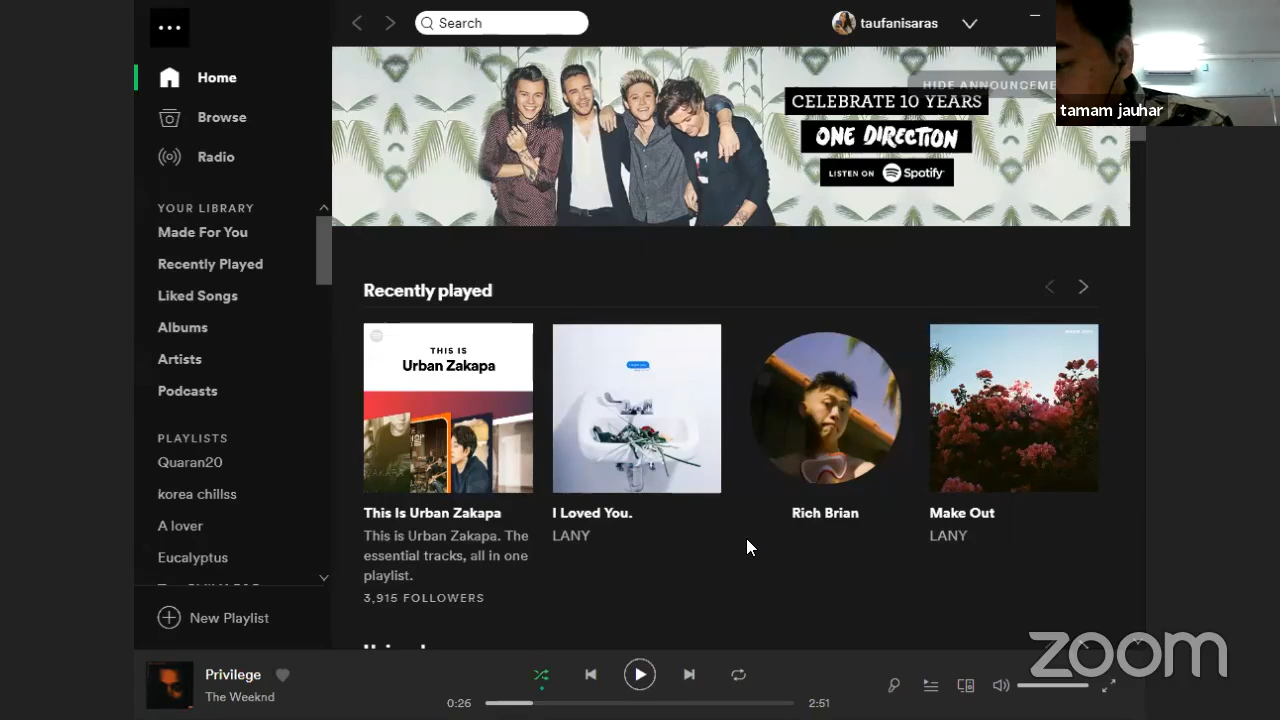 Search
taufanisaras
tamam jauhar
Home
Browse
Radio
YOUR LIBRARY
Made For You
Recently Played
Liked Songs
Albums
Artists
Podcasts
PLAYLISTS
Quaran20
korea chillss
A lover
Eucalyptus
New Playlist
HIDE ANNOUNCEME
CELEBRATE 10 YEARS
ONE DIRECTION
LISTEN ON Spotify
Recently played
THIS IS
Urban Zakapa
This Is Urban Zakapa
This is Urban Zakapa. The
essential tracks, all in one
playlist.
3,915 FOLLOWERS
I Loved You.
LANY
Rich Brian
Make Out
LANY
Privilege
The Weeknd
0:26
2:51
zoom